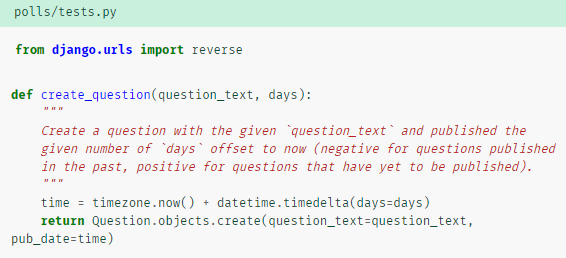 polls/tests.py
from django.urls import reverse
def create_question(question_text, days):
"""
Create a question with the given `question_text` and published the
given number of `days` offset to now (negative for questions published
in the past, positive for questions that have yet to be published).
"""
time = timezone.now() + datetime.timedelta(days=days)
return Question.objects.create(question_text=question_text,
pub_date=time)